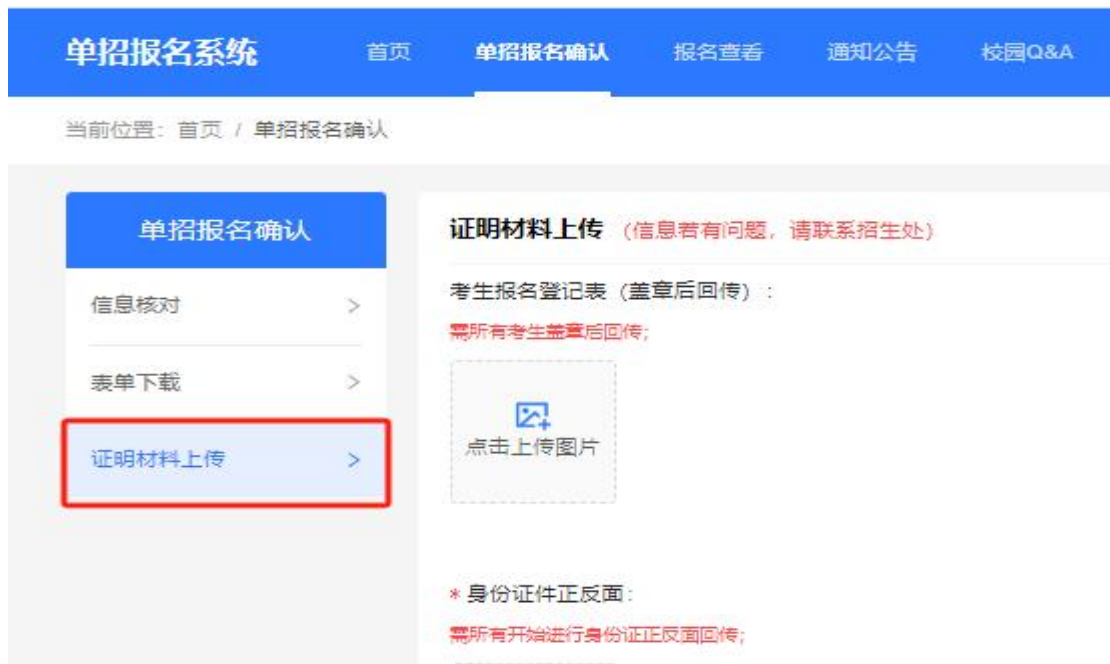 单招报名系统 首页 单招报名确认 报名查看 通知公告 校园Q&A
当前位置：首页 / 单招报名确认
单招报名确认
信息核对 >
表单下载 >
证明材料上传 >
证明材料上传 (信息若有问题，请联系招生处)
考生报名登记表（盖章后回传）：
需所有考生盖章后回传;
点击上传图片
* 身份证件正反面：
需所有开始进行身份证正反面回传;